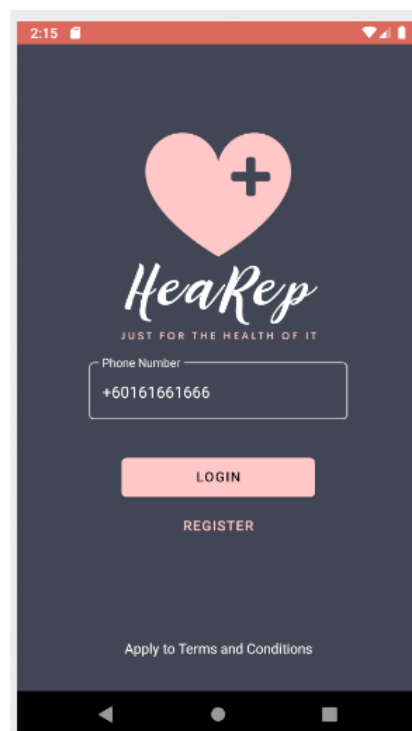 2:15
HeaRep
JUST FOR THE HEALTH OF IT
Phone Number
+60161661666
LOGIN
REGISTER
Apply to Terms and Conditions